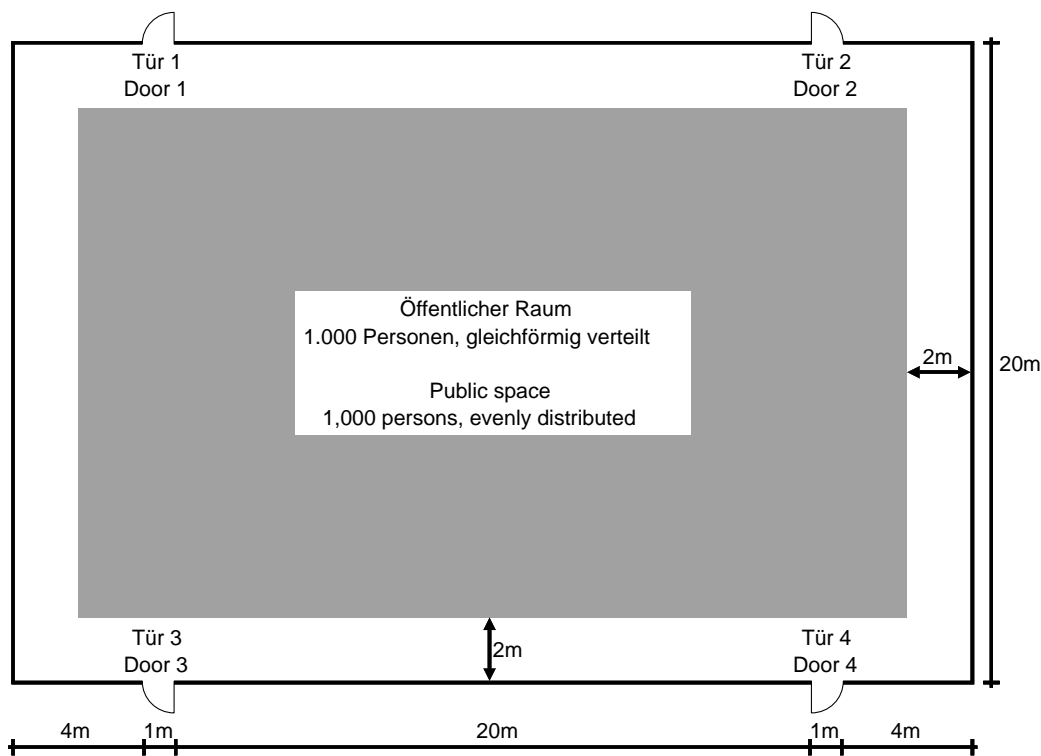 Tür 1
Door 1
Tür 2
Door 2
Öffentlicher Raum
1.000 Personen, gleichförmig verteilt
Public space
1,000 persons, evenly distributed
2m
20m
Tür 3
Door 3
2m
Tür 4
Door 4
4m
1m
20m
1m
4m